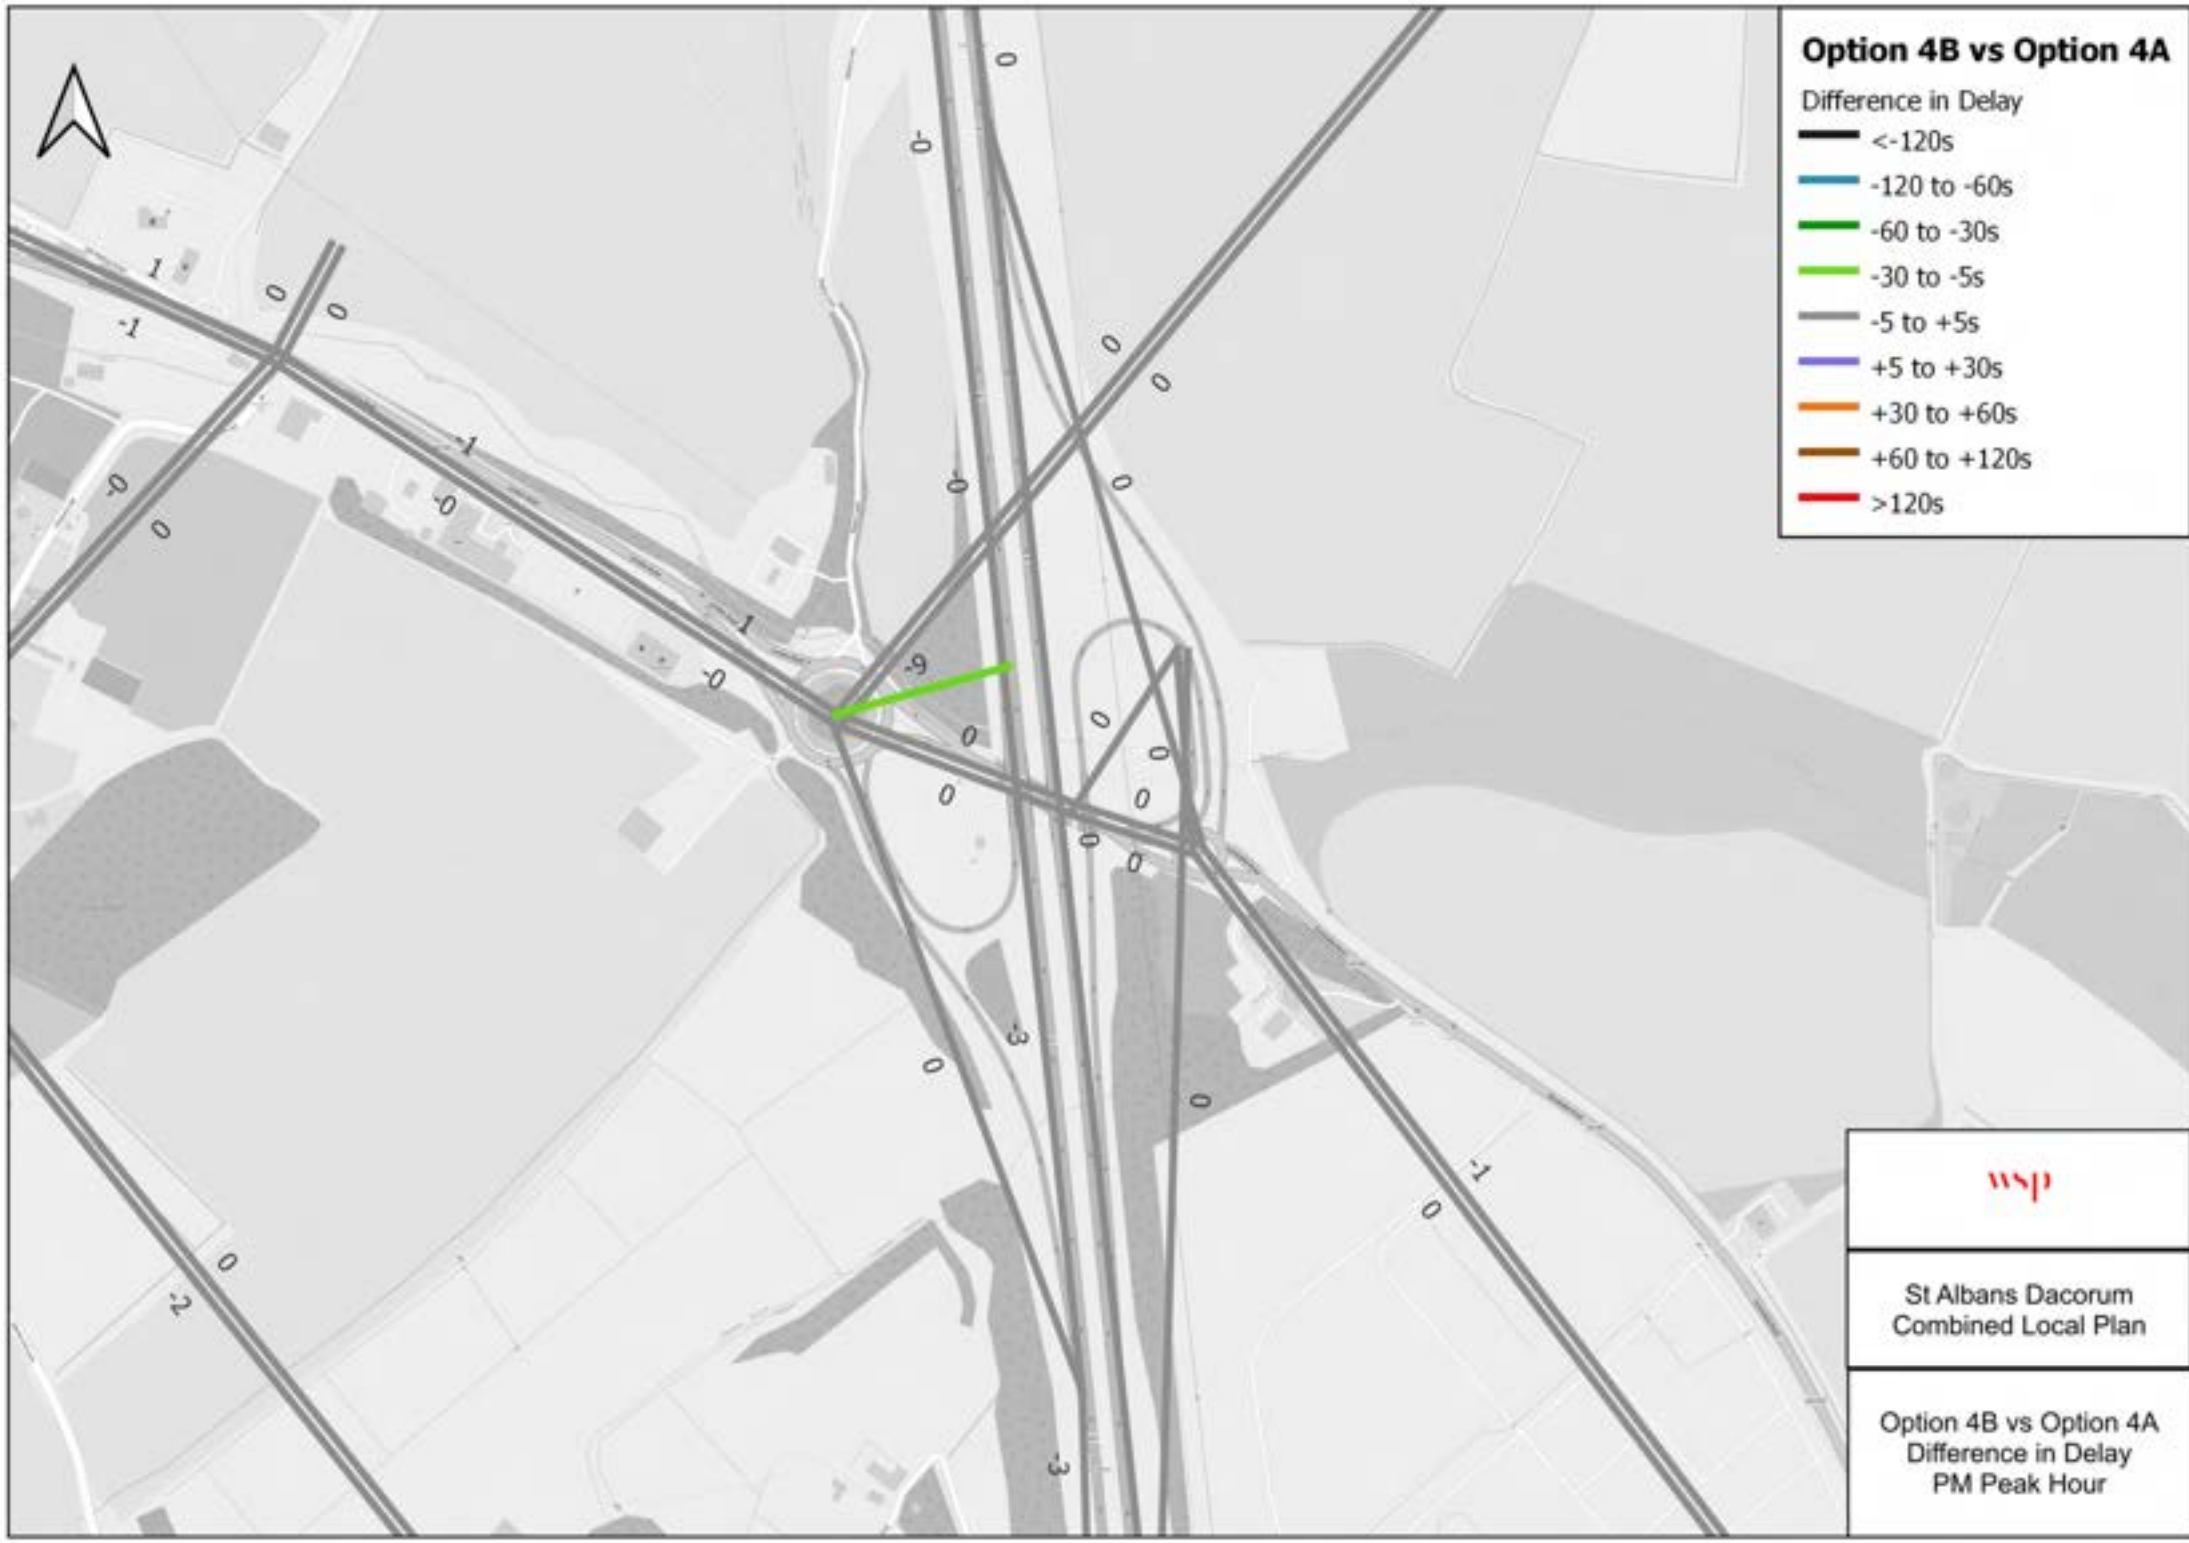 Option 4B vs Option 4A
Difference in Delay
<-120s
-120 to -60s
-60 to -30s
-30 to -5s
-5 to +5s
+5 to +30s
+30 to +60s
+60 to +120s
>120s
0
-0
1
-1
0
0
0
0
-1
-0
-0
0
-0
0
-1
-0
-9
0
0
0
0
0
0
0
-3
0
0
-1
0
0
-2
-3
wsp
St Albans Dacorum
Combined Local Plan
Option 4B vs Option 4A
Difference in Delay
PM Peak Hour